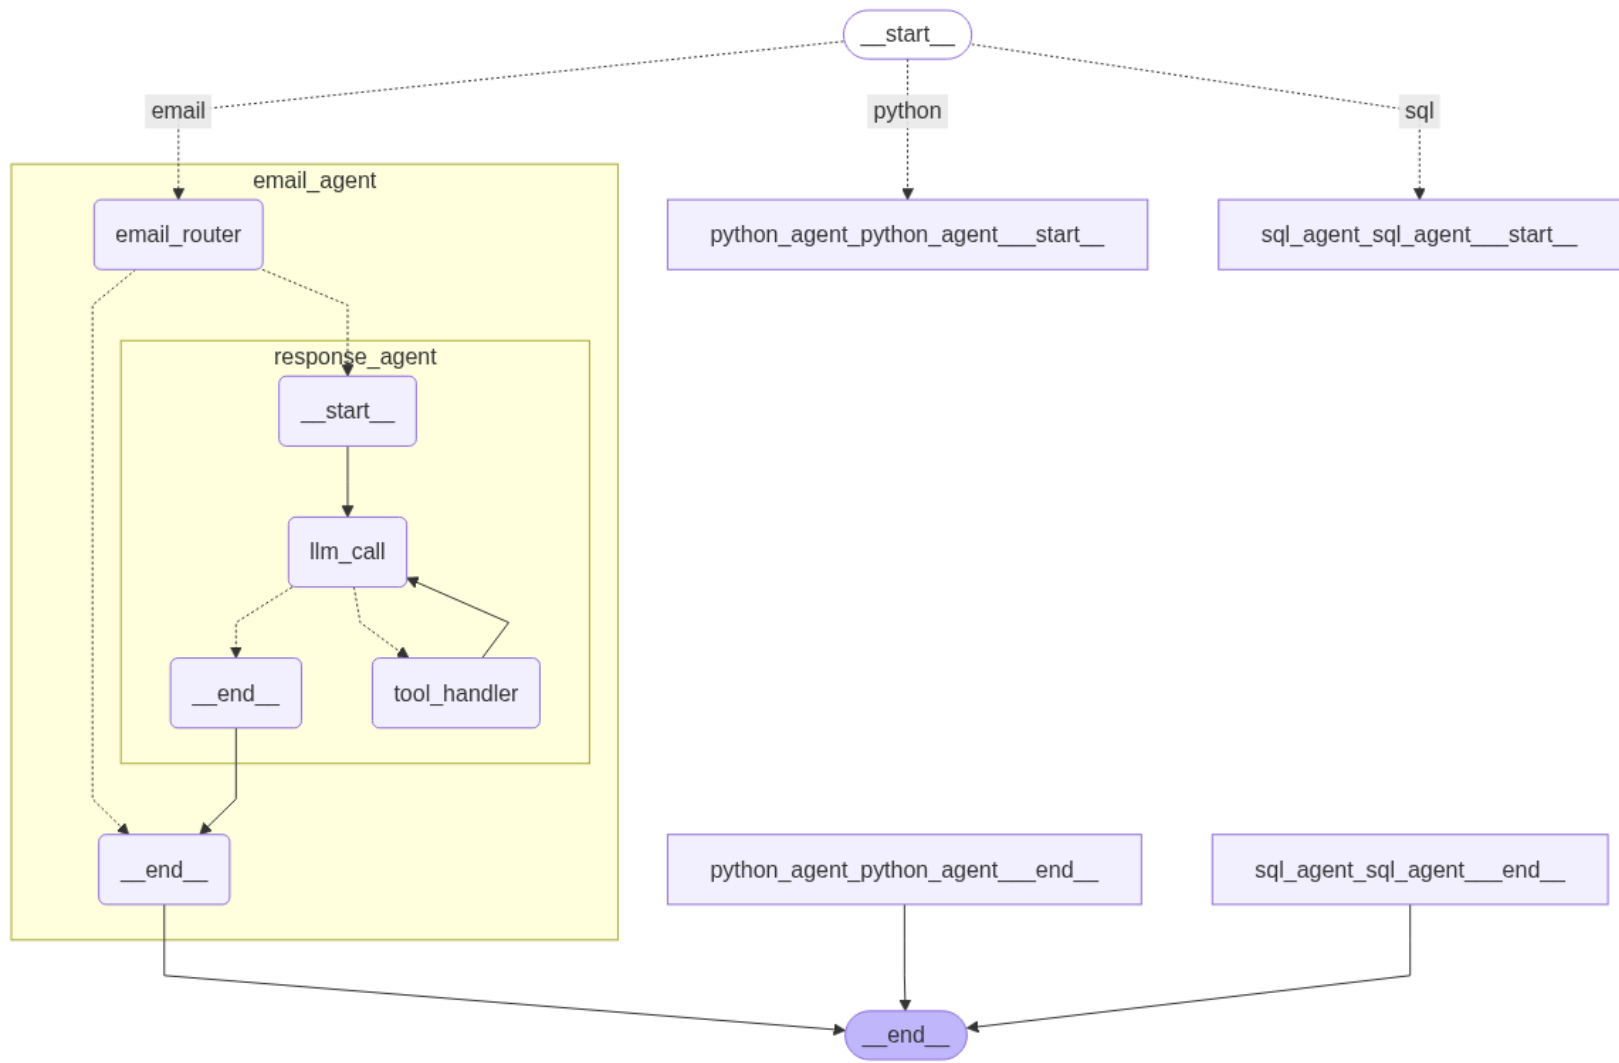 __start__
email
python
sql
email_agent
email_router
python_agent_python_agent___start__
sql_agent_sql_agent___start__
response_agent
__start__
llm_call
__end__
tool_handler
__end__
python_agent_python_agent___end__
sql_agent_sql_agent___end__
__end__